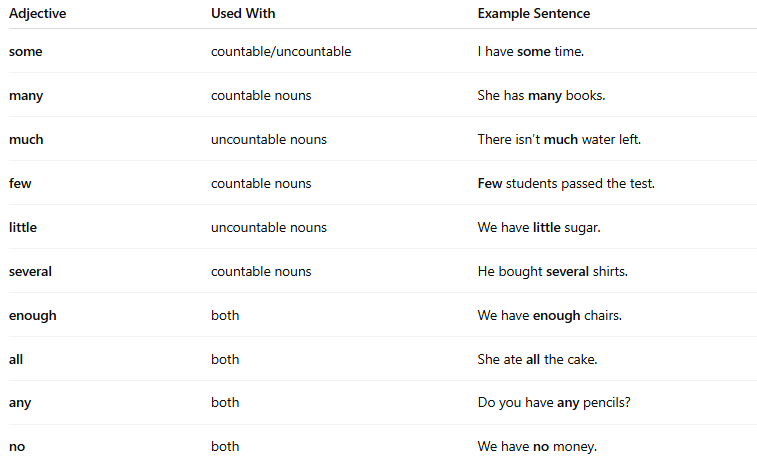 Adjective Used With Example Sentence
some countable/uncountable I have some time.
many countable nouns She has many books.
much uncountable nouns There isn't much water left.
few countable nouns Few students passed the test.
little uncountable nouns We have little sugar.
several countable nouns He bought several shirts.
enough both We have enough chairs.
all both She ate all the cake.
any both Do you have any pencils?
no both We have no money.